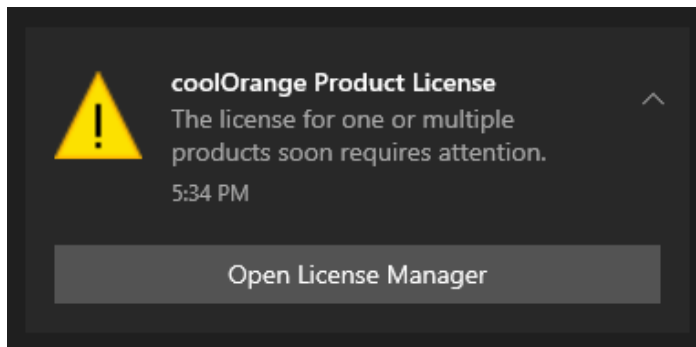 coolOrange Product License
The license for one or multiple
products soon requires attention.
5:34 PM
Open License Manager